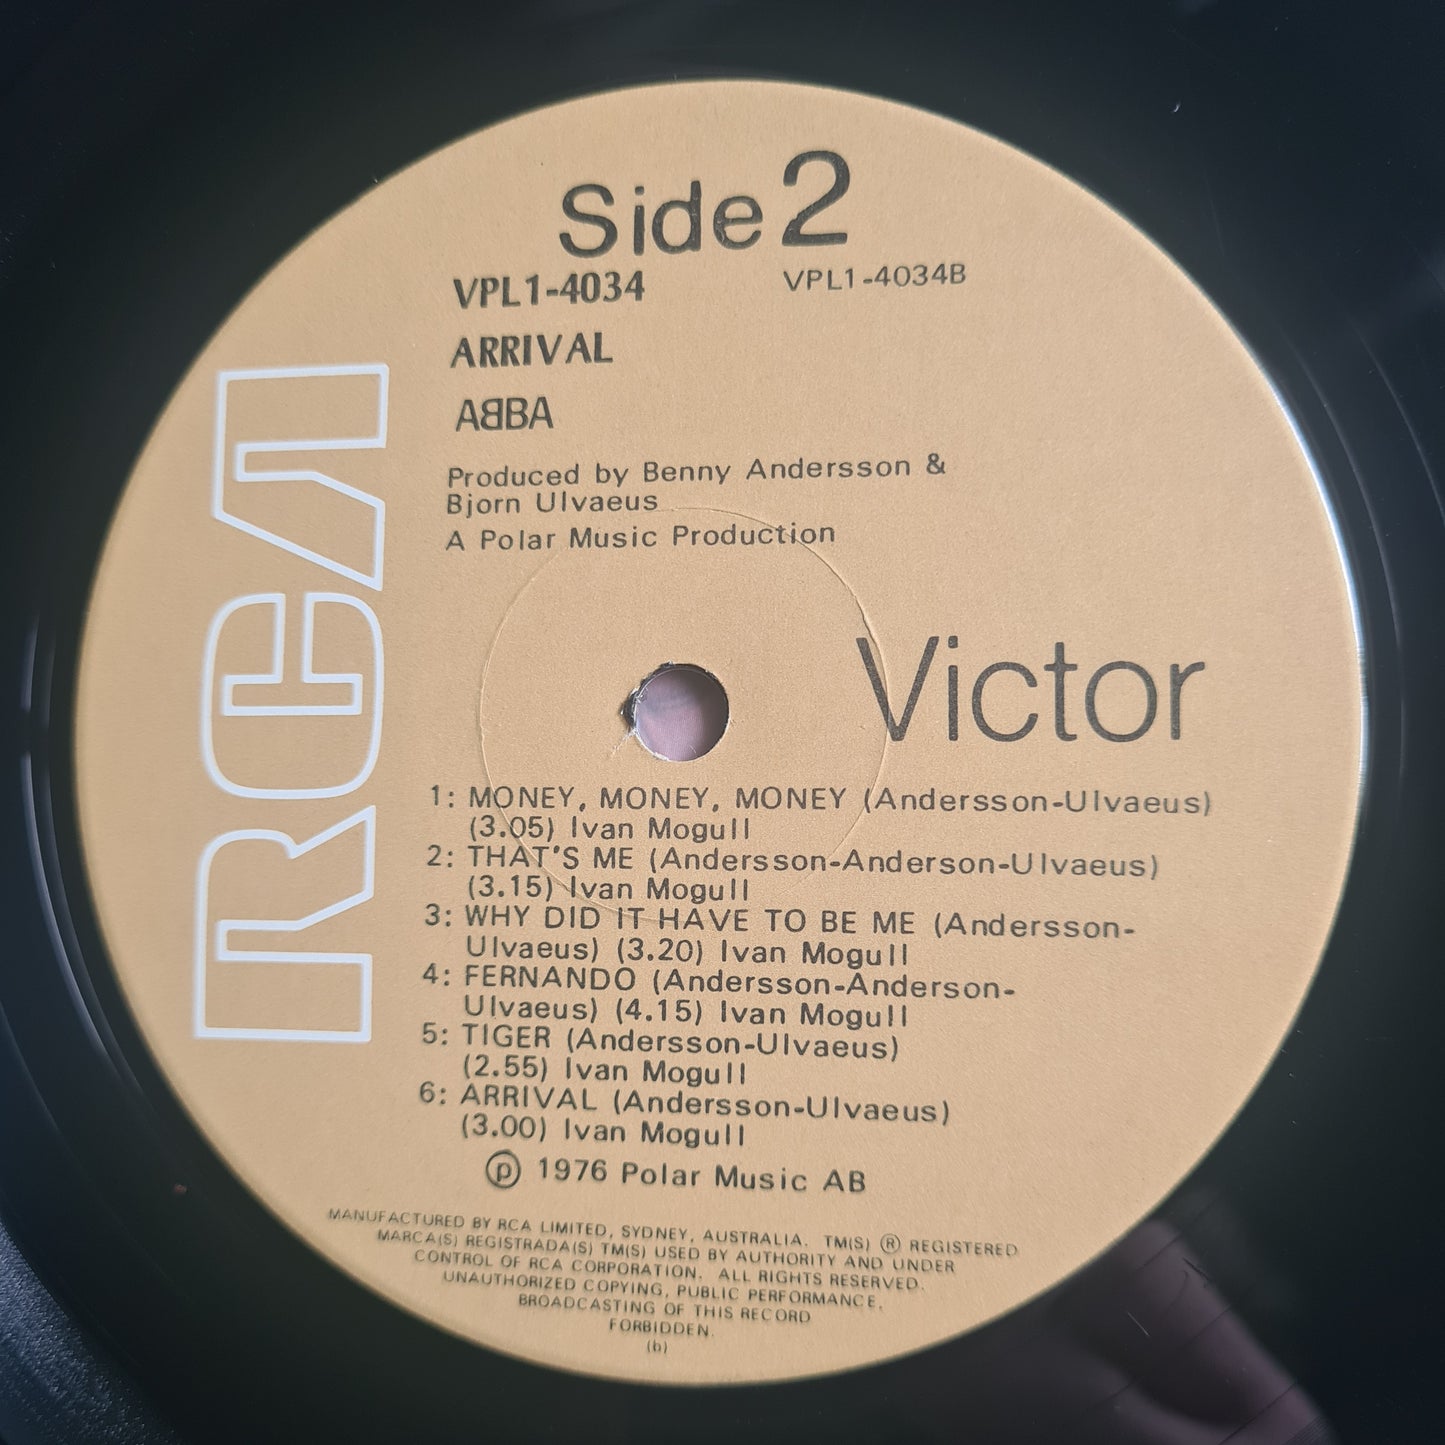 Side 2
VPL1-4034 VPL1-4034B
ARRIVAL
AᗺBA
Produced by Benny Andersson &
Bjorn Ulvaeus
A Polar Music Production
RCA
Victor
1: MONEY, MONEY, MONEY (Andersson-Ulvaeus)
(3.05) Ivan Mogull
2: THAT'S ME (Andersson-Anderson-Ulvaeus)
(3.15) Ivan Mogull
3: WHY DID IT HAVE TO BE ME (Andersson-
Ulvaeus) (3.20) Ivan Mogull
4: FERNANDO (Andersson-Anderson-
Ulvaeus) (4.15) Ivan Mogull
5: TIGER (Andersson-Ulvaeus)
(2.55) Ivan Mogull
6: ARRIVAL (Andersson-Ulvaeus)
(3.00) Ivan Mogull
℗ 1976 Polar Music AB
MANUFACTURED BY RCA LIMITED, SYDNEY, AUSTRALIA. TM(S) ® REGISTERED
MARCA(S) REGISTRADA(S) TM(S) USED BY AUTHORITY AND UNDER
CONTROL OF RCA CORPORATION. ALL RIGHTS RESERVED.
UNAUTHORIZED COPYING, PUBLIC PERFORMANCE,
BROADCASTING OF THIS RECORD
FORBIDDEN.
(b)